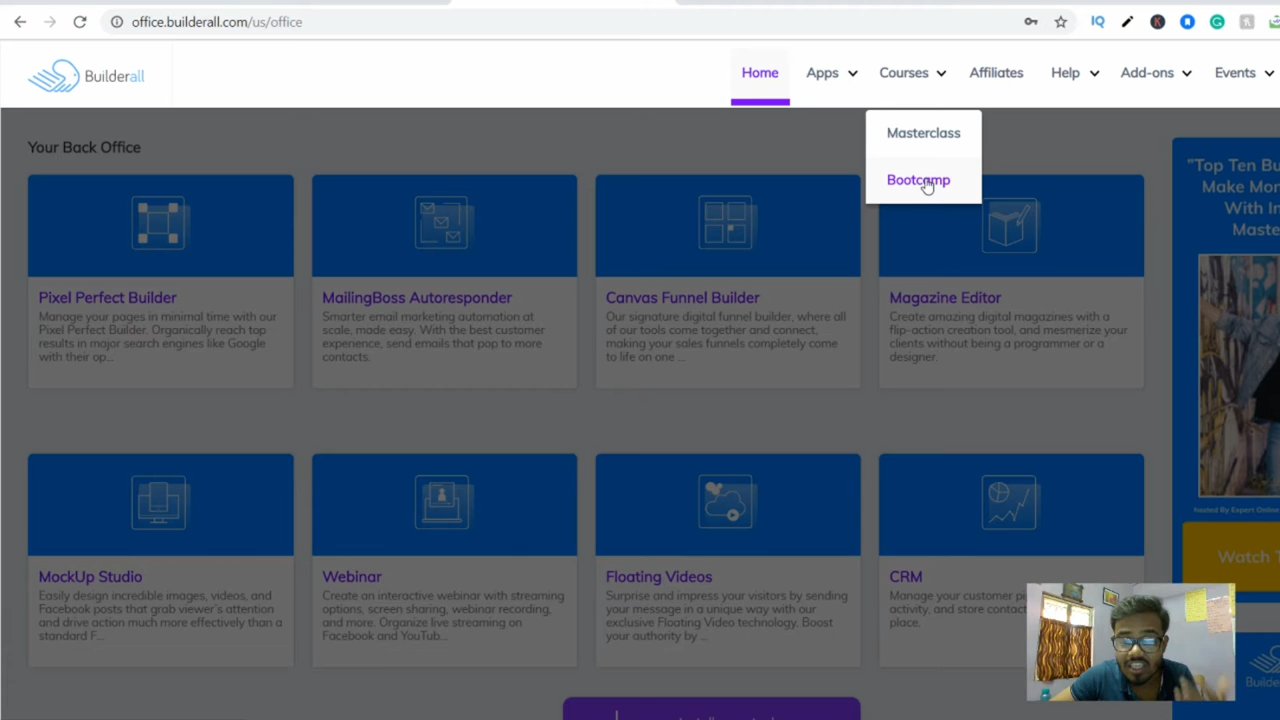 office.builderall.com/us/office
Builderall
Home Apps Courses Affiliates Help Add-ons Events
Masterclass
Bootcamp
Your Back Office
"Top Ten Bu
Make Mon
With In
Maste
hosted By Expert Online
Watch T
Pixel Perfect Builder
Manage your pages in minimal time with our
Pixel Perfect Builder. Organically reach top
results in major search engines like Google
with their op...
MailingBoss Autoresponder
Smarter email marketing automation at
scale, made easy. With the best customer
experience, send emails that pop to more
contacts.
Canvas Funnel Builder
Our signature digital funnel builder, where all
of our tools come together and connect,
making your sales funnels completely come
to life on one ...
Magazine Editor
Create amazing digital magazines with a
flip-action creation tool, and mesmerize your
clients without being a programmer or a
designer.
MockUp Studio
Easily design incredible images, videos, and
Facebook posts that grab viewer's attention
and drive action much more effectively than a
standard F...
Webinar
Create an interactive webinar with streaming
options, screen sharing, webinar recording,
and more. Organize live streaming on
Facebook and YouTub...
Floating Videos
Surprise and impress your visitors by sending
your message in a unique way with our
exclusive Floating Video technology. Boost
your authority by ...
CRM
Manage your customer pi
activity, and store contac
place.
Builde